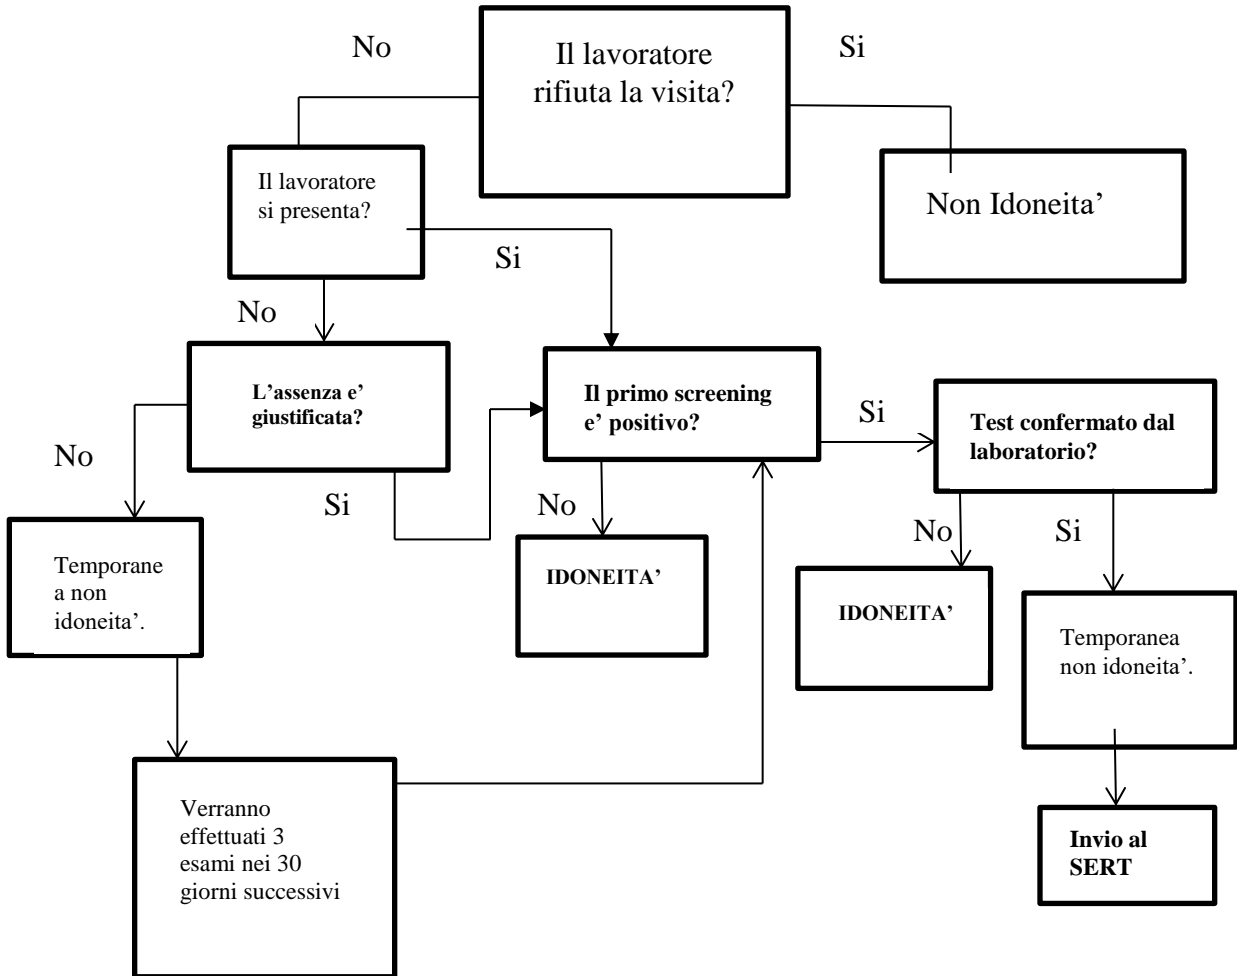 No
Il lavoratore
rifiuta la visita?
Si
Il lavoratore
si presenta?
Non Idoneita’
Si
No
L’assenza e’
giustificata?
Il primo screening
e’ positivo?
Si
Test confermato dal
laboratorio?
No
Si
No
No
Si
Temporane
a non
idoneita’.
IDONEITA’
IDONEITA’
Temporanea
non idoneita’.
Verranno
effettuati 3
esami nei 30
giorni successivi
Invio al
SERT